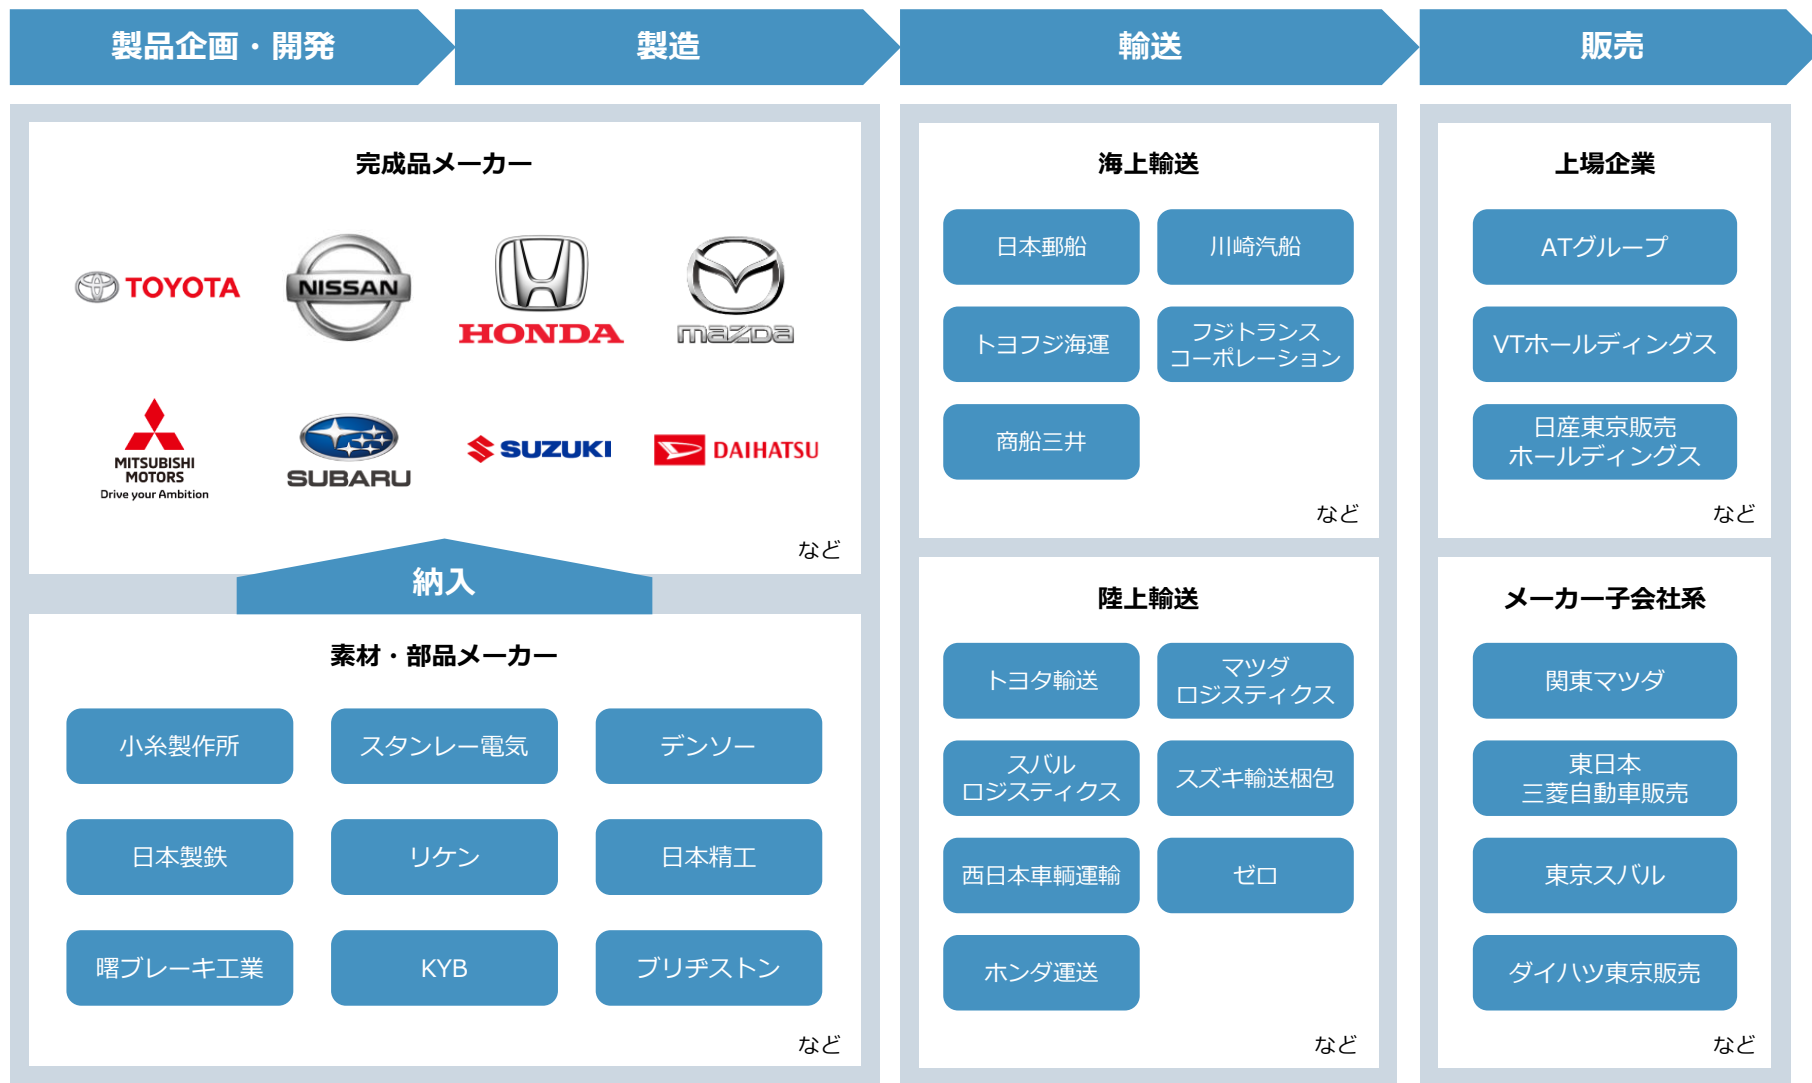 製品企画・開発
製造
輸送
販売
完成品メーカー
TOYOTA
NISSAN
HONDA
mazda
MITSUBISHI
MOTORS
Drive your Ambition
SUBARU
SUZUKI
DAIHATSU
など
納入
素材・部品メーカー
小糸製作所
スタンレー電気
デンソー
日本製鉄
リケン
日本精工
曙ブレーキ工業
KYB
ブリヂストン
など
海上輸送
日本郵船
川崎汽船
トヨフジ海運
フジトランス
コーポレーション
商船三井
など
陸上輸送
トヨタ輸送
マツダ
ロジスティクス
スバル
ロジスティクス
スズキ輸送梱包
西日本車輌運輸
ゼロ
ホンダ運送
など
上場企業
ATグループ
VTホールディングス
日産東京販売
ホールディングス
など
メーカー子会社系
関東マツダ
東日本
三菱自動車販売
東京スバル
ダイハツ東京販売
など